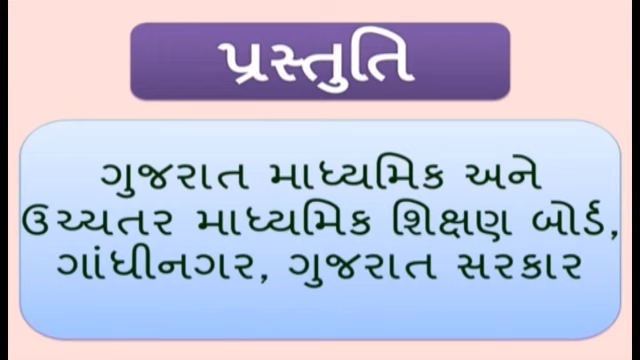 પ્રસ્તુતિ
ગુજરાત માધ્યમિક અને
ઉચ્ચતર માધ્યમિક શિક્ષણ બોર્ડ,
ગાંધીનગર, ગુજરાત સરકાર